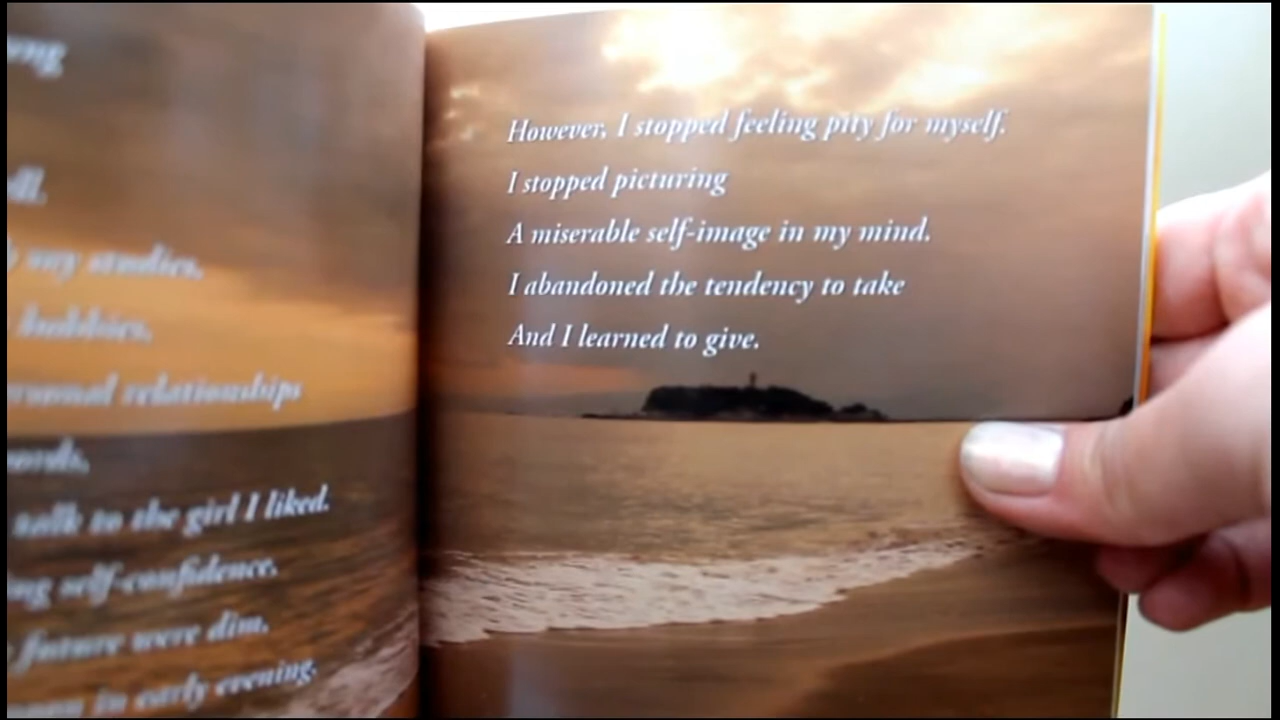 ll.
my studies.
hobbies.
relationships
words,
talk to the girl I liked.
self-confidence.
future were dim.
in early evening.
However, I stopped feeling pity for myself.
I stopped picturing
A miserable self-image in my mind.
I abandoned the tendency to take
And I learned to give.